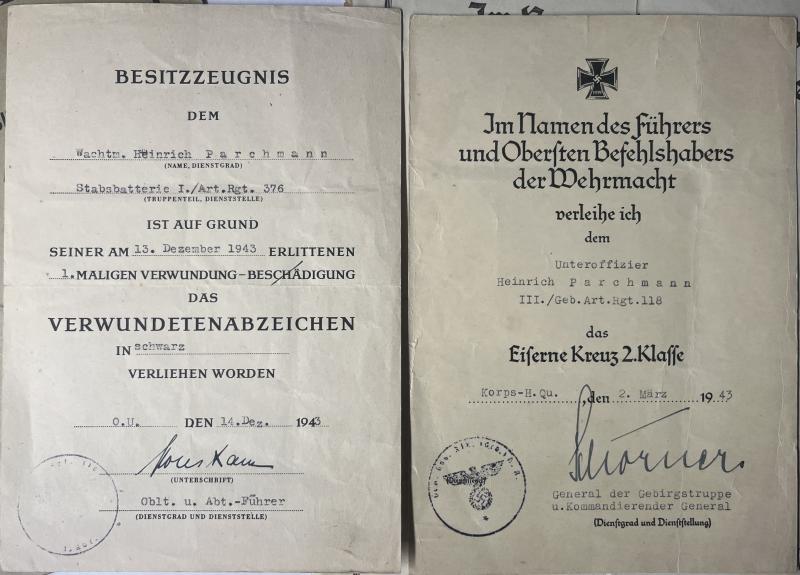 BESITZZEUGNIS
DEM
Wachtm. Heinrich Parchmann
(NAME, DIENSTGRAD)
Stabsbatterie I./Art.Rgt. 376
(TRUPPENTEIL, DIENSTSTELLE)
IST AUF GRUND
SEINER AM 13. Dezember 1943 ERLITTENEN
1. MALIGEN VERWUNDUNG–BESCHÄDIGUNG
DAS
VERWUNDETENABZEICHEN
IN schwarz
VERLIEHEN WORDEN
O.U. DEN 14.Dez. 1943
(UNTERSCHRIFT)
Oblt. u. Abt.-Führer
(DIENSTGRAD UND DIENSTSTELLE)
Im Namen des Führers
und Obersten Befehlshabers
der Wehrmacht
verleihe ich
dem
Unteroffizier
Heinrich Parchmann
III./Geb.Art.Rgt.118
das
Eiserne Kreuz 2. Klasse
Korps-H.Qu. , den 2. März 1943
Schörner
General der Gebirgstruppe
u. Kommandierender General
(Dienstgrad und Dienststellung)